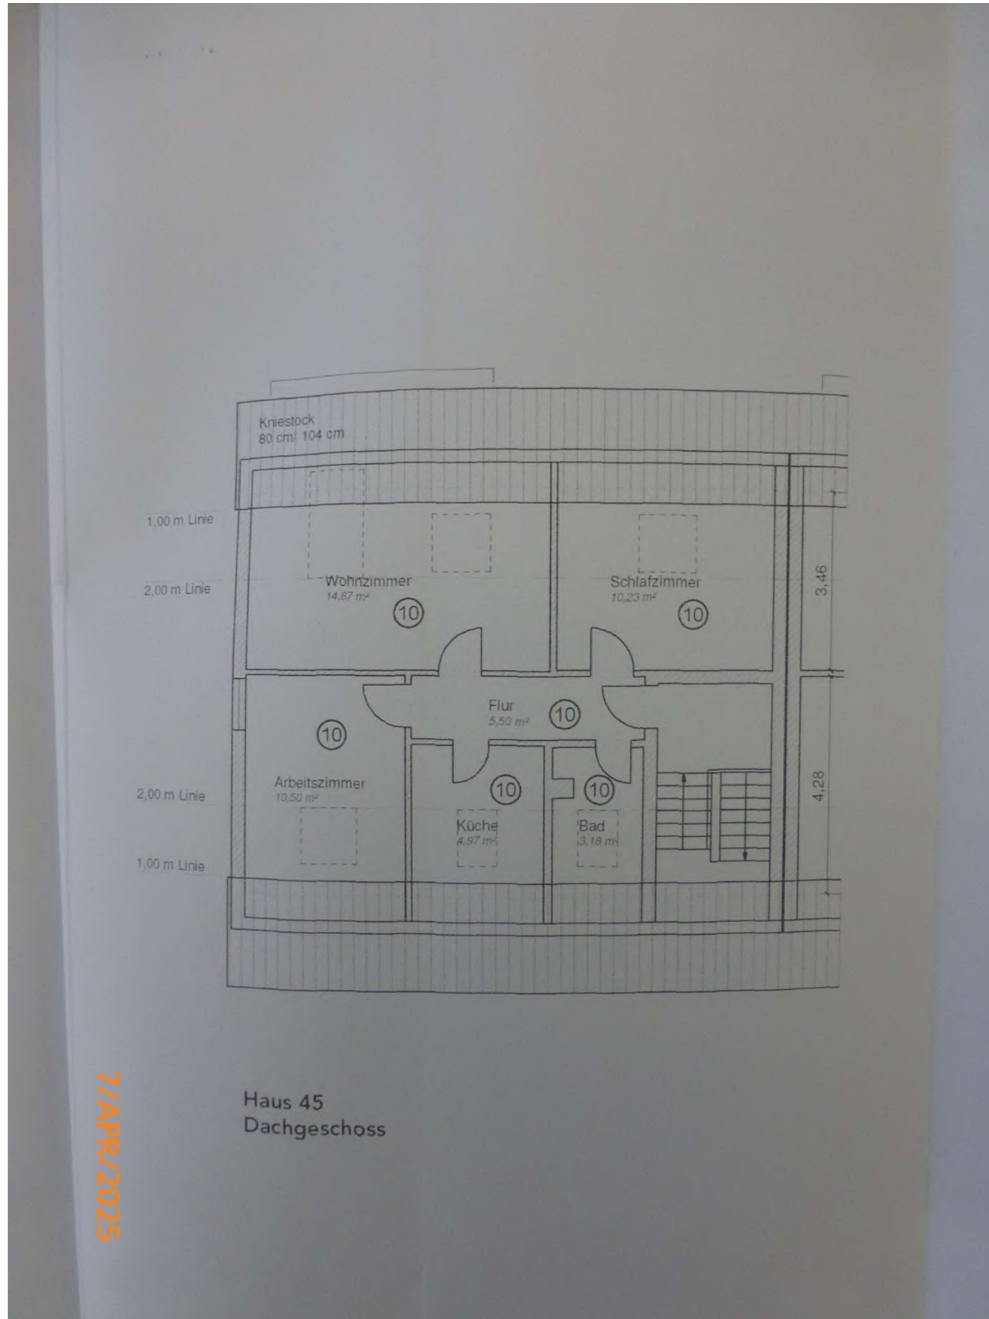 Kniestock
80 cm/ 104 cm
1,00 m Linie
2,00 m Linie
Wohnzimmer
14,67 m²
10
Schlafzimmer
10,23 m²
10
3,46
Flur
5,50 m²
10
10
Arbeitszimmer
10,50 m²
10
Küche
4,97 m²
10
Bad
3,18 m²
4,28
2,00 m Linie
1,00 m Linie
Haus 45
Dachgeschoss
7/APR/2025